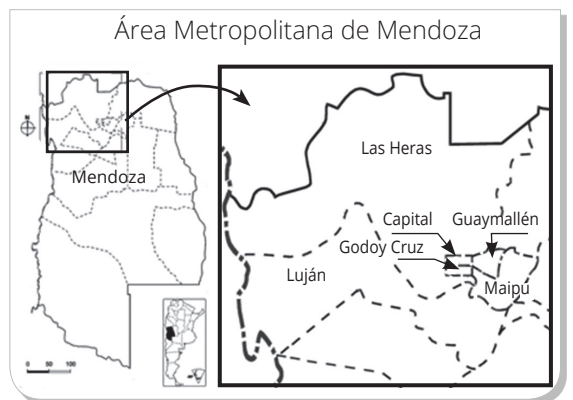 Área Metropolitana de Mendoza
N
Las Heras
Mendoza
Capital Guaymallén
Godoy Cruz
Luján
Maipú
0 50 100